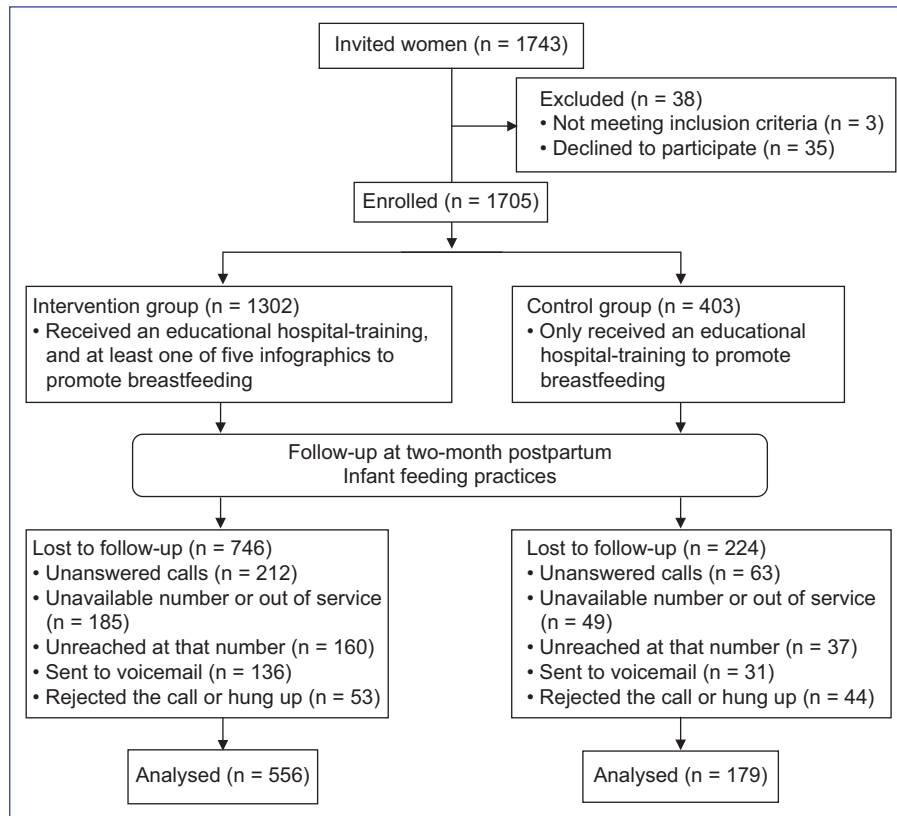 Invited women (n = 1743)
Excluded (n = 38)
• Not meeting inclusion criteria (n = 3)
• Declined to participate (n = 35)
Enrolled (n = 1705)
Intervention group (n = 1302)
• Received an educational hospital-training,
and at least one of five infographics to
promote breastfeeding
Control group (n = 403)
• Only received an educational
hospital-training to promote
breastfeeding
Follow-up at two-month postpartum
Infant feeding practices
Lost to follow-up (n = 746)
• Unanswered calls (n = 212)
• Unavailable number or out of service
(n = 185)
• Unreached at that number (n = 160)
• Sent to voicemail (n = 136)
• Rejected the call or hung up (n = 53)
Lost to follow-up (n = 224)
• Unanswered calls (n = 63)
• Unavailable number or out of service
(n = 49)
• Unreached at that number (n = 37)
• Sent to voicemail (n = 31)
• Rejected the call or hung up (n = 44)
Analysed (n = 556)
Analysed (n = 179)